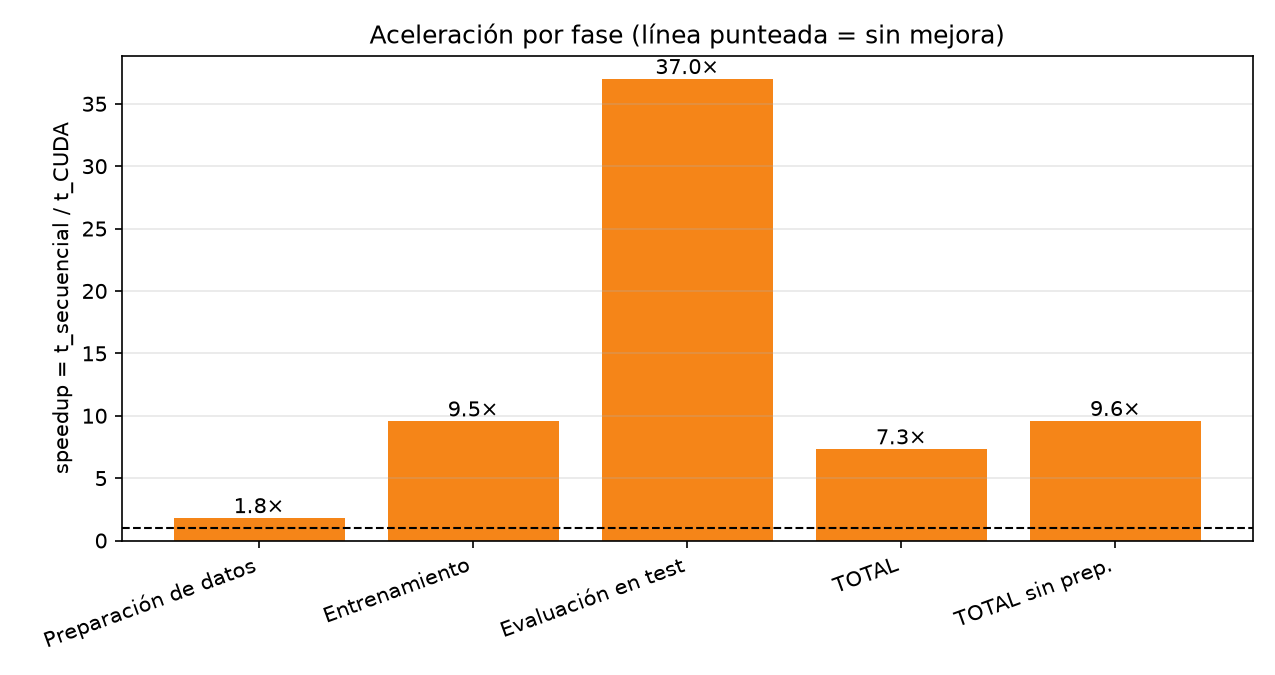 Aceleración por fase (línea punteada = sin mejora)
speedup = t_secuencial / t_CUDA
35
30
25
20
15
10
5
0
1.8×
9.5×
37.0×
7.3×
9.6×
Preparación de datos
Entrenamiento
Evaluación en test
TOTAL
TOTAL sin prep.